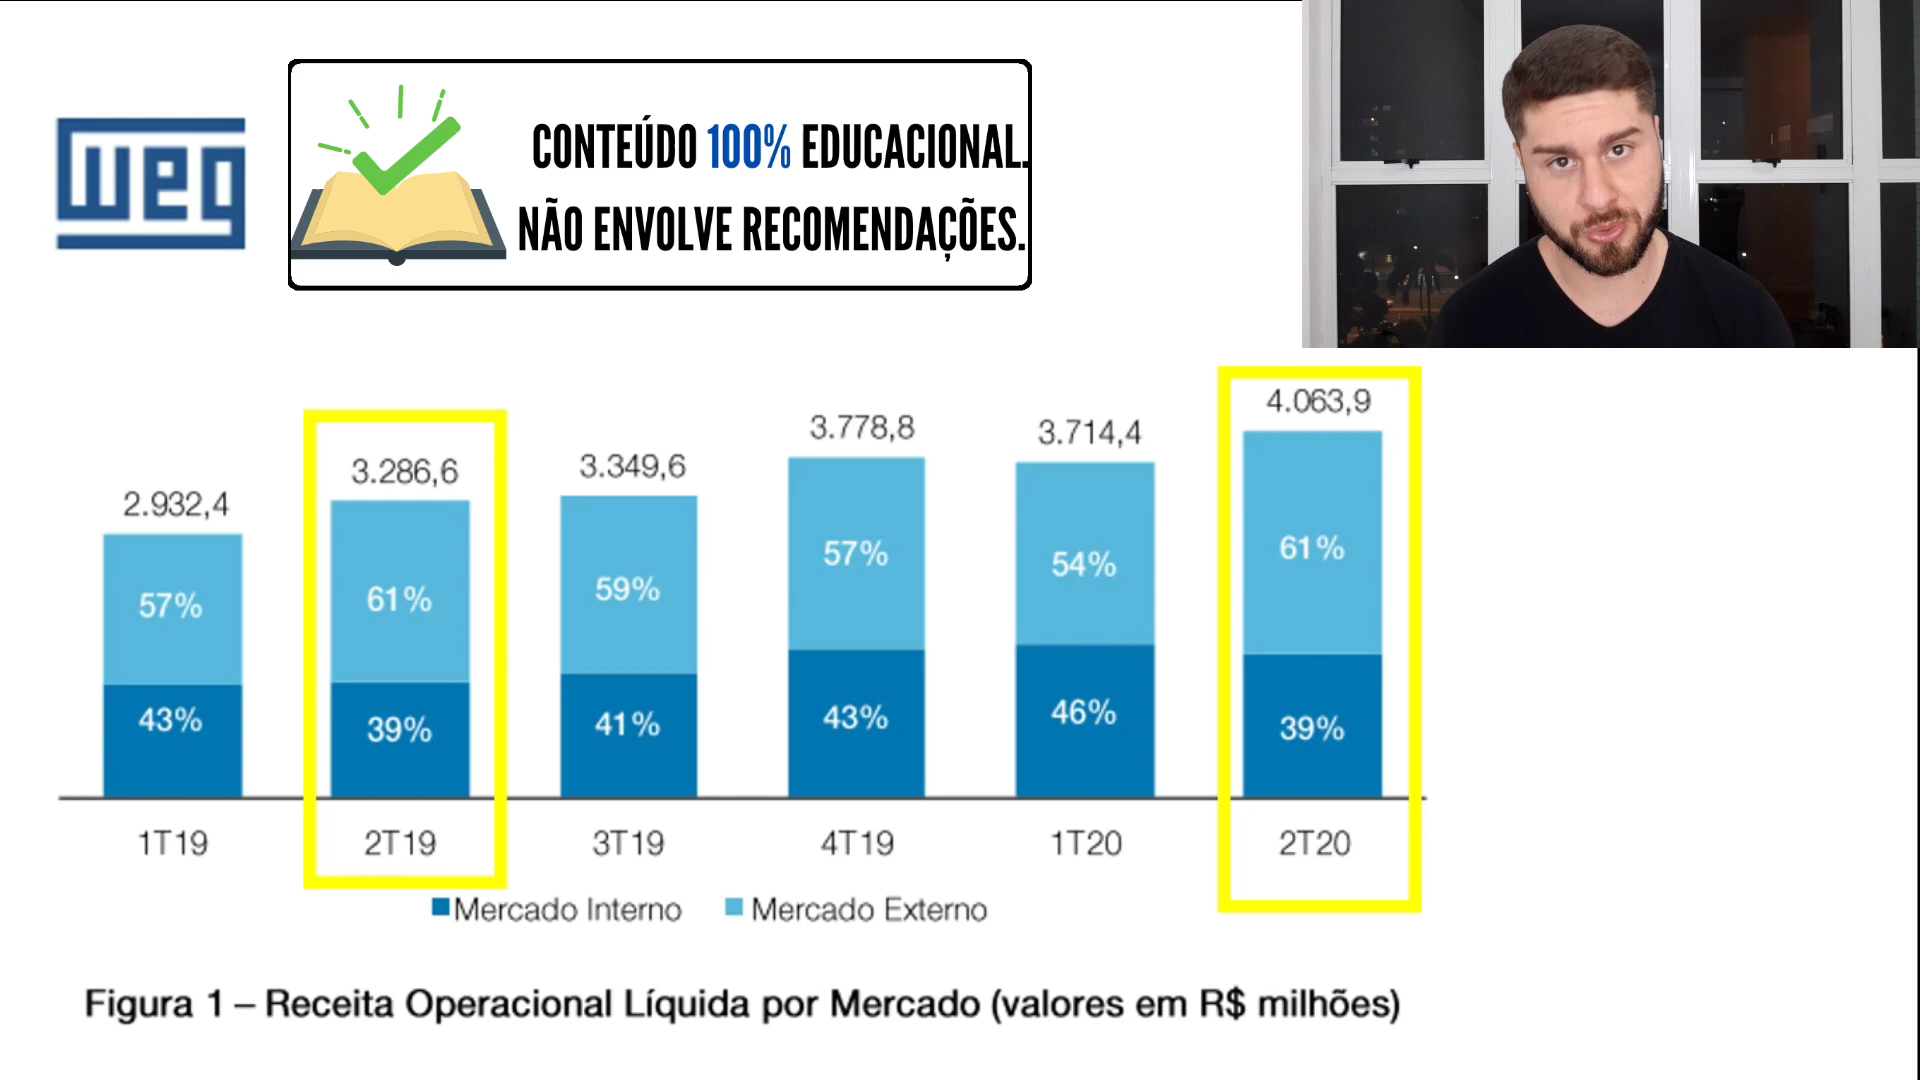 weg
CONTEÚDO 100% EDUCACIONAL.
NÃO ENVOLVE RECOMENDAÇÕES.
2.932,4
3.286,6
3.349,6
3.778,8
3.714,4
4.063,9
57%
61%
59%
57%
54%
61%
43%
39%
41%
43%
46%
39%
1T19
2T19
3T19
4T19
1T20
2T20
Mercado Interno
Mercado Externo
Figura 1 – Receita Operacional Líquida por Mercado (valores em R$ milhões)